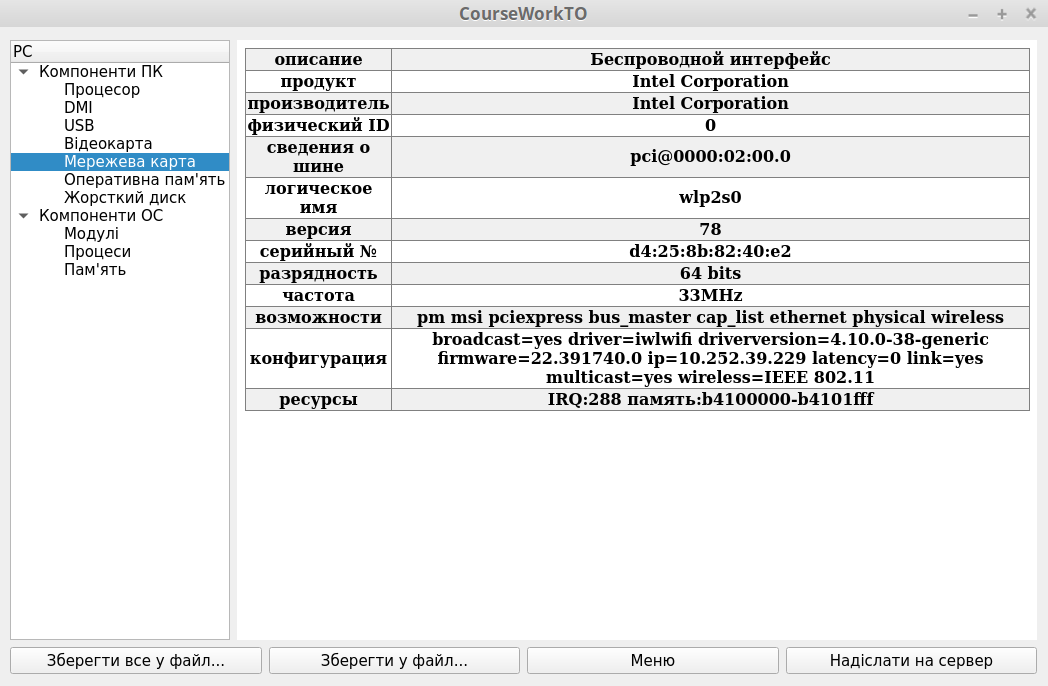 CourseWorkTO
PC
Компоненти ПК
Процесор
DMI
USB
Відеокарта
Мережева карта
Оперативна пам'ять
Жорсткий диск
Компоненти ОС
Модулі
Процеси
Пам'ять
описание Беспроводной интерфейс
продукт Intel Corporation
производитель Intel Corporation
физический ID 0
сведения о
шине
pci@0000:02:00.0
логическое
имя
wlp2s0
версия 78
серийный № d4:25:8b:82:40:e2
разрядность 64 bits
частота 33MHz
возможности pm msi pciexpress bus_master cap_list ethernet physical wireless
конфигурация
broadcast=yes driver=iwlwifi driverversion=4.10.0-38-generic
firmware=22.391740.0 ip=10.252.39.229 latency=0 link=yes
multicast=yes wireless=IEEE 802.11
ресурсы IRQ:288 память:b4100000-b4101fff
Зберегти все у файл...
Зберегти у файл...
Меню
Надіслати на сервер